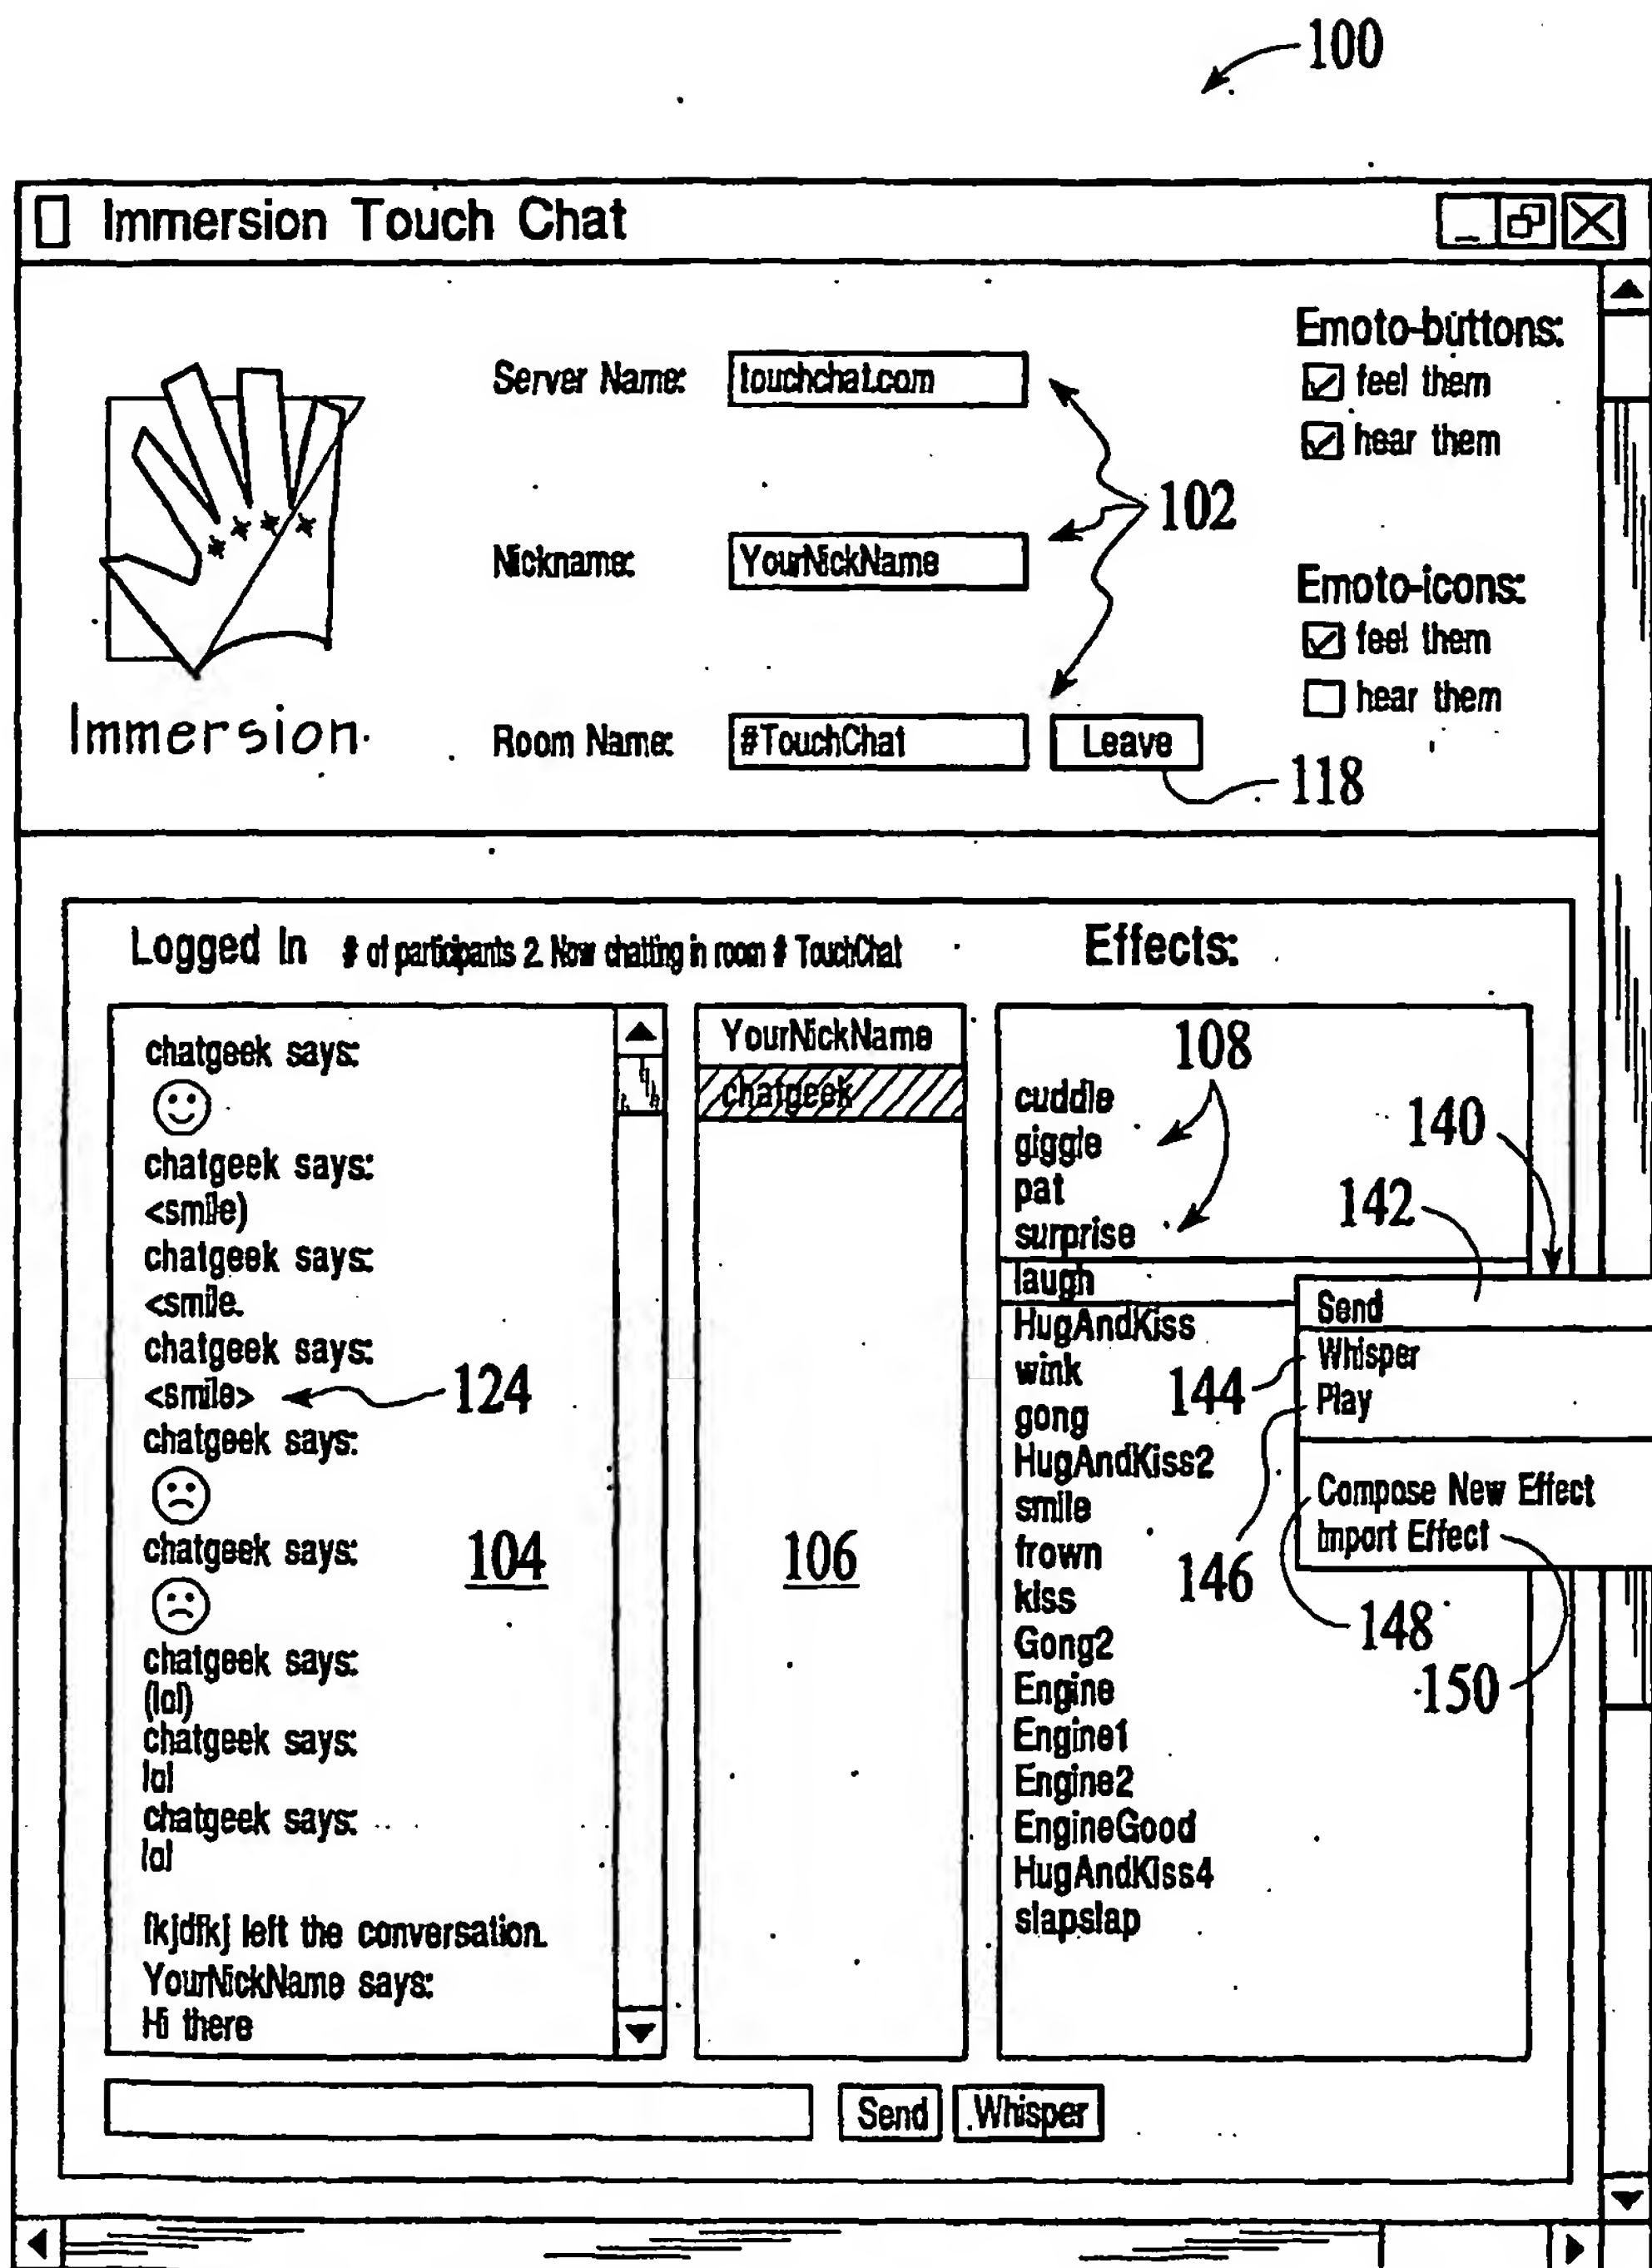 100
Immersion Touch Chat
Emoto-buttons:
Server Name: touchchat.com
feel them
hear them
102
Nickname: YourNickName
Emoto-icons:
feel them
hear them
Immersion
Room Name: #TouchChat Leave
118
Logged In # of participants 2. Now chatting in room # TouchChat
Effects:
chatgeek says:
chatgeek says:
<smile)
chatgeek says:
<smile.
chatgeek says:
<smile>
124
chatgeek says:
chatgeek says:
104
chatgeek says:
(lol)
chatgeek says:
lol
chatgeek says:
lol
fkjdfkj left the conversation.
YourNickName says:
Hi there
YourNickName
chatgeek
106
108
cuddle
giggle
pat
surprise
laugh
HugAndKiss
wink
gong
HugAndKiss2
smile
frown
kiss
Gong2
Engine
Engine1
Engine2
EngineGood
HugAndKiss4
slapslap
140
142
Send
144
Whisper
Play
146
Compose New Effect
Import Effect
148
150
Send Whisper